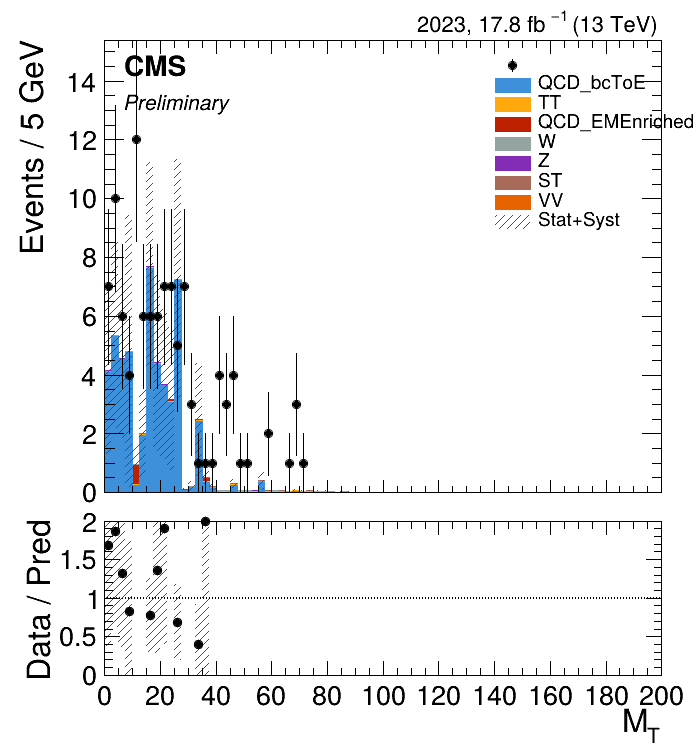 2023, 17.8 fb⁻¹ (13 TeV)
Events / 5 GeV
CMS
Preliminary
QCD_bcToE
TT
QCD_EMEnriched
W
Z
ST
VV
Stat+Syst
14
12
10
8
6
4
2
0
Data / Pred
2
1.5
1
0.5
0
0 20 40 60 80 100 120 140 160 180 200
M_T